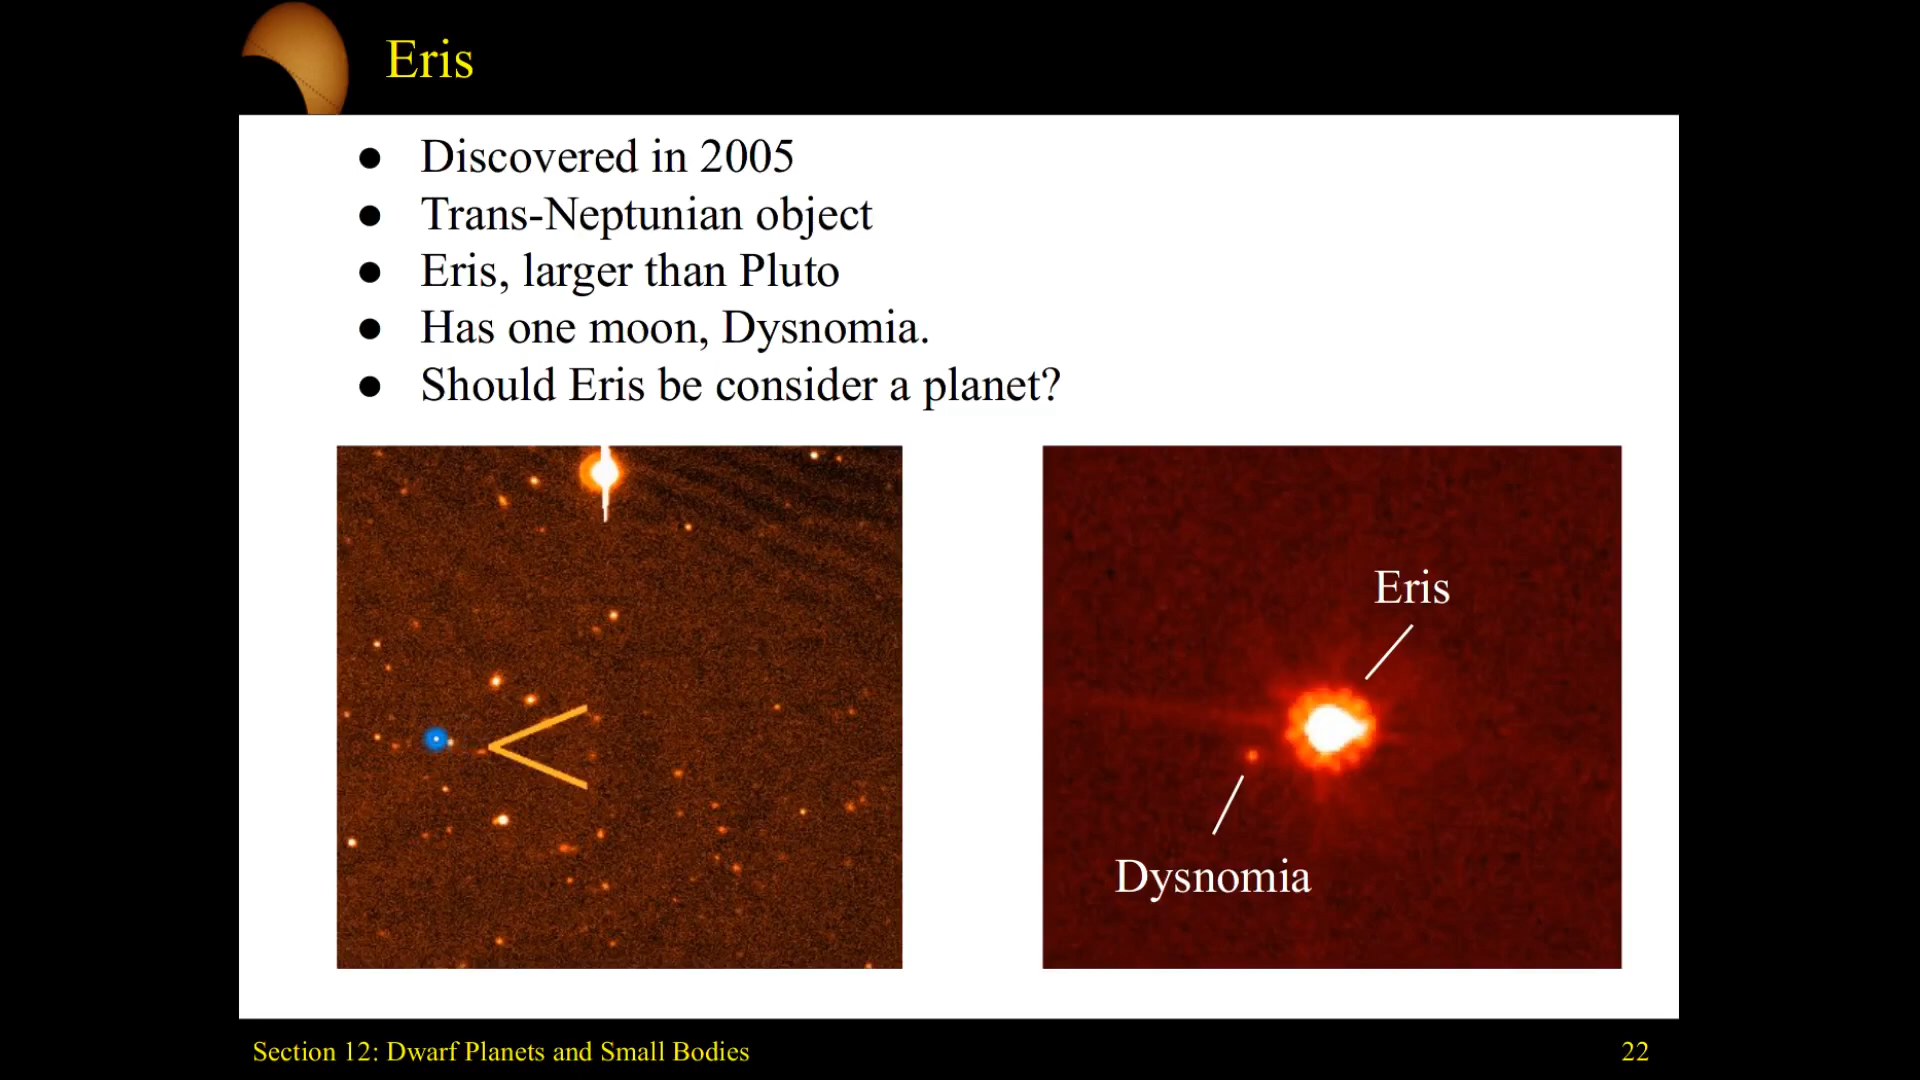 Eris
● Discovered in 2005
● Trans-Neptunian object
● Eris, larger than Pluto
● Has one moon, Dysnomia.
● Should Eris be consider a planet?
Eris
Dysnomia
Section 12: Dwarf Planets and Small Bodies
22